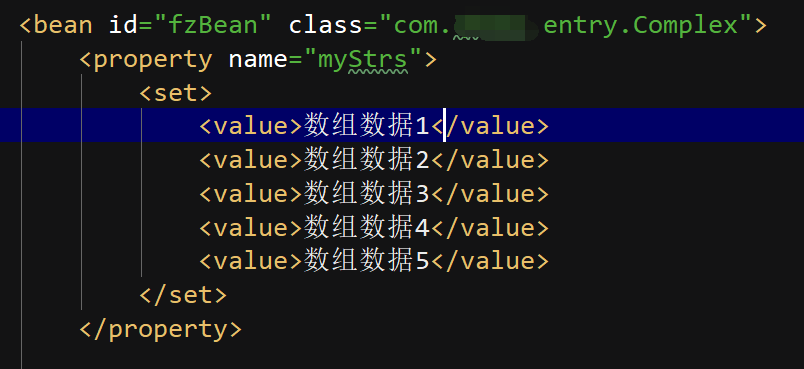 <bean id="fzBean" class="com. entry.Complex">
<property name="myStrs">
<set>
<value>数组数据1</value>
<value>数组数据2</value>
<value>数组数据3</value>
<value>数组数据4</value>
<value>数组数据5</value>
</set>
</property>